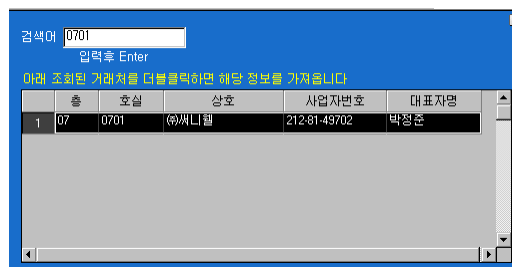 검색어 0701
입력후 Enter
아래 조회된 거래처를 더블클릭하면 해당 정보를 가져옵니다
층 호실 상호 사업자번호 대표자명
1 07 0701 ㈜써니웰 212-81-49702 박정준